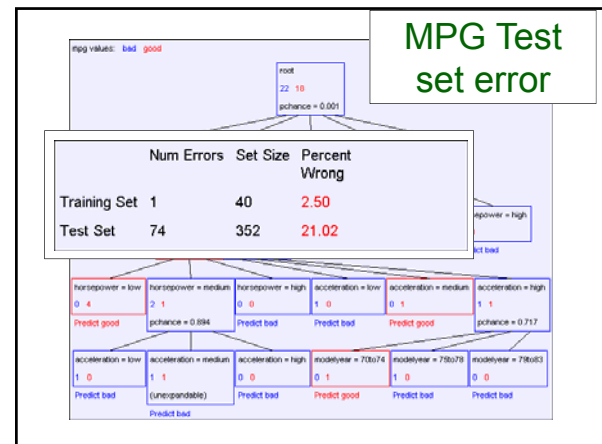 MPG Test
set error
mpg values: bad good
root
22 18
pchance = 0.001
Num Errors Set Size Percent
Wrong
Training Set 1 40 2.50
Test Set 74 352 21.02
horsepower = low horsepower = medium horsepower = high acceleration = low acceleration = medium acceleration = high
0 4 2 1 0 0 1 0 0 1 1 1
Predict good pchance = 0.894 Predict bad Predict bad Predict good pchance = 0.717
acceleration = low acceleration = medium acceleration = high modelyear = 70to74 modelyear = 75to78 modelyear = 79to83
1 0 1 1 0 0 0 1 1 0 0 0
Predict bad (unexpandable) Predict bad Predict good Predict bad Predict bad
Predict bad